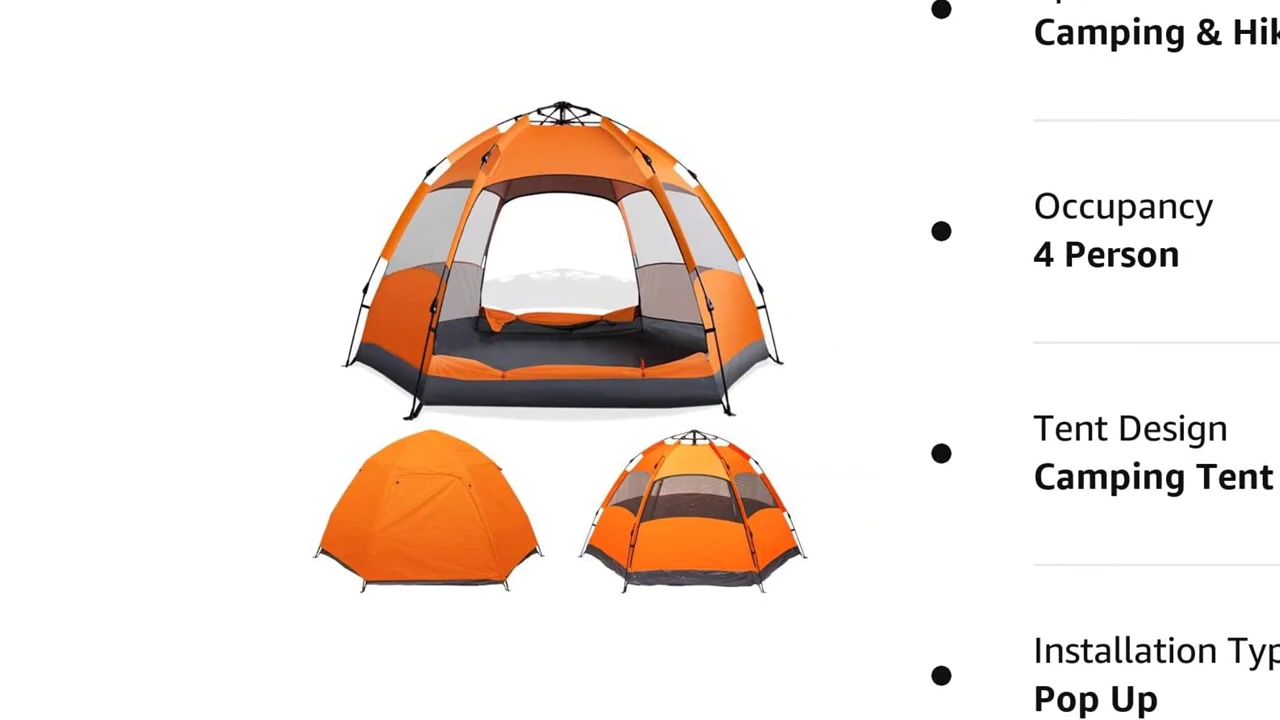 Camping & Hik
Occupancy
4 Person
Tent Design
Camping Tent
Installation Typ
Pop Up